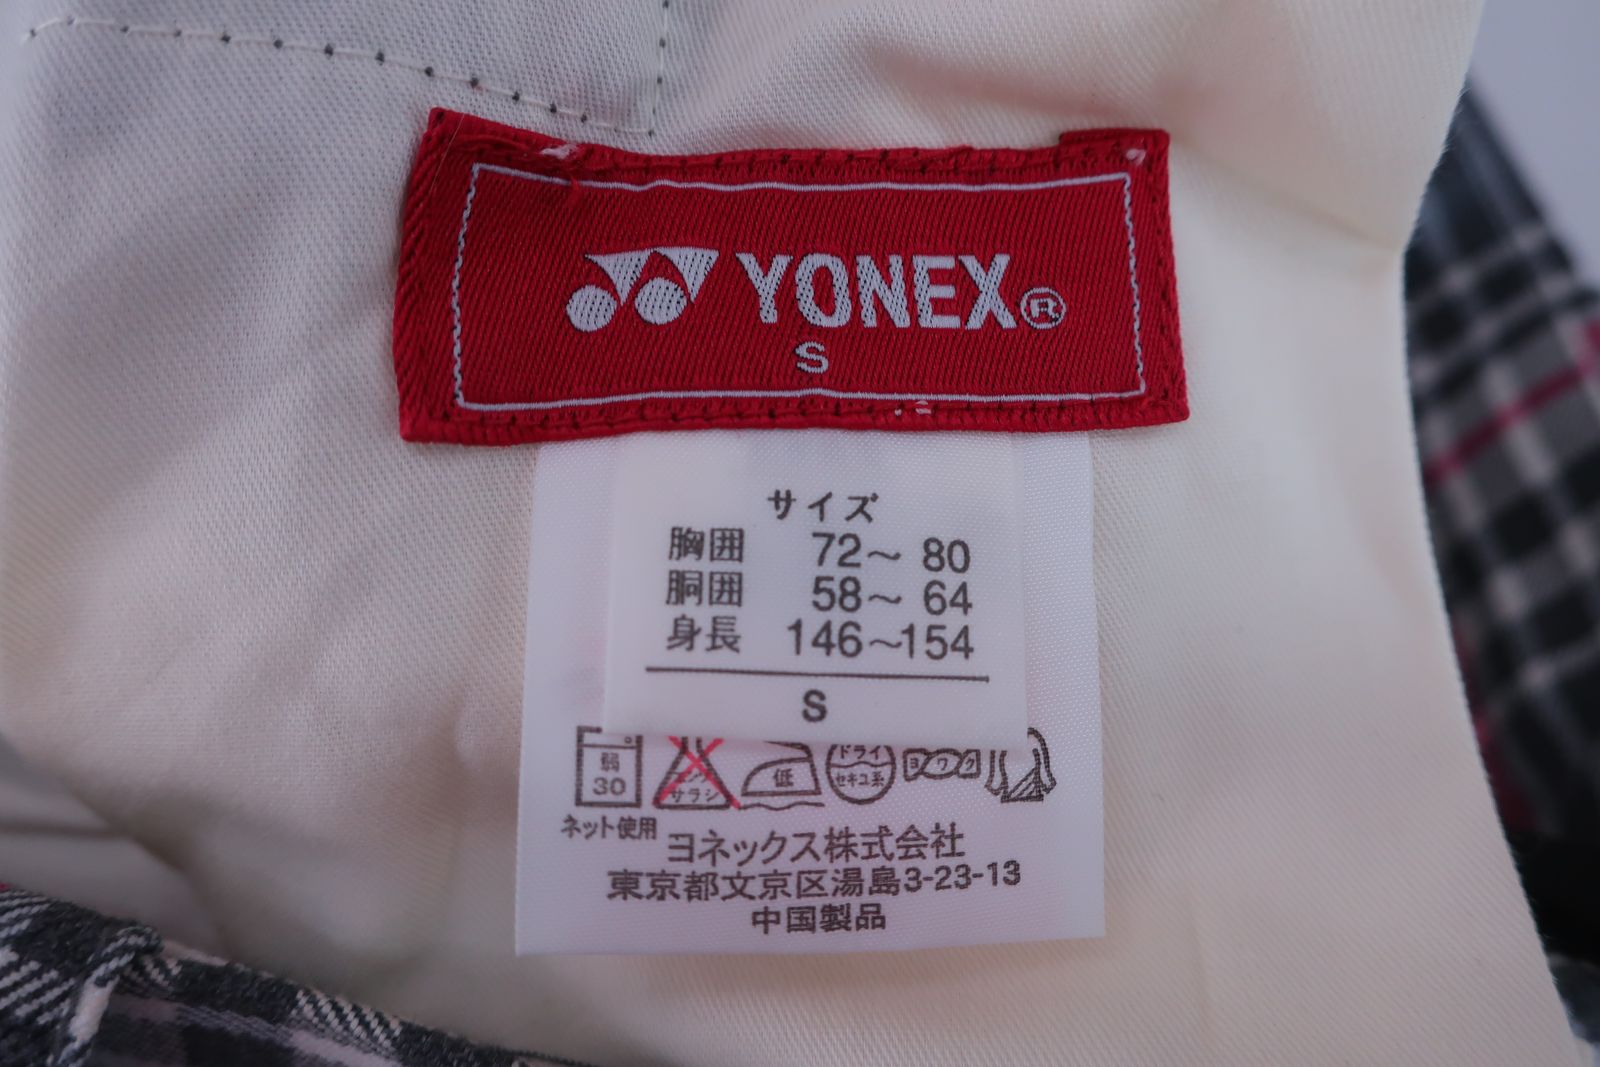 YONEX®
S
サイズ
胸囲 72～80
胴囲 58～64
身長 146～154
S
弱 30
サラシ
低
ドライ セキユ系
ヨワク
ネット使用
ヨネックス株式会社
東京都文京区湯島3-23-13
中国製品